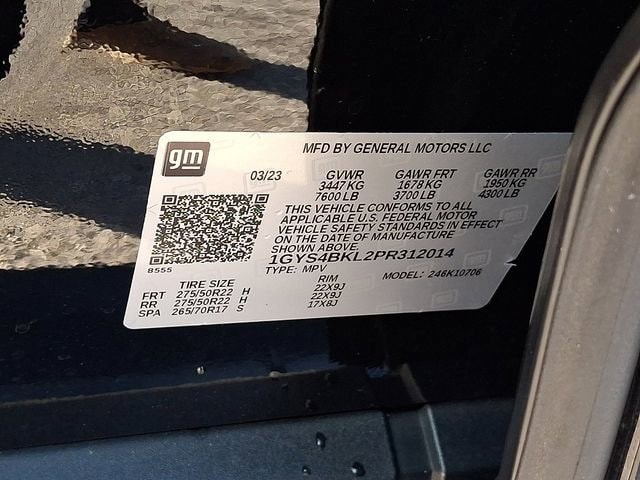 gm
MFD BY GENERAL MOTORS LLC
03/23 GVWR GAWR FRT GAWR RR
3447 KG 1678 KG 1950 KG
7600 LB 3700 LB 4300 LB
THIS VEHICLE CONFORMS TO ALL
APPLICABLE U.S. FEDERAL MOTOR
VEHICLE SAFETY STANDARDS IN EFFECT
ON THE DATE OF MANUFACTURE
SHOWN ABOVE.
8555
1GYS4BKL2PR312014
TYPE: MPV MODEL: 246K10706
TIRE SIZE RIM
FRT 275/50R22 H 22X9J
RR 275/50R22 H 22X9J
SPA 265/70R17 S 17X8J